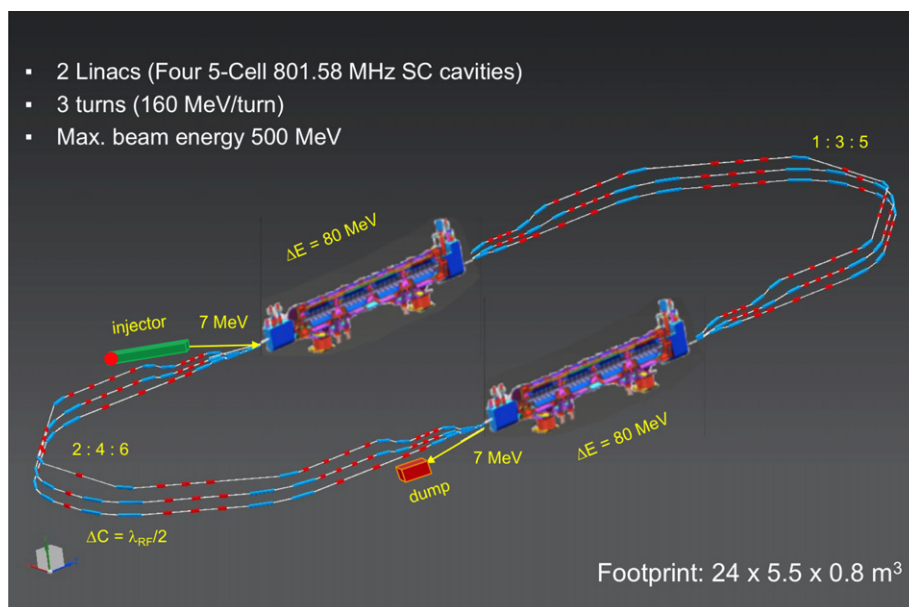 ▪ 2 Linacs (Four 5-Cell 801.58 MHz SC cavities)
▪ 3 turns (160 MeV/turn)
▪ Max. beam energy 500 MeV
1 : 3 : 5
ΔE = 80 MeV
injector
7 MeV
2 : 4 : 6
7 MeV
ΔE = 80 MeV
dump
ΔC = λRF/2
Footprint: 24 x 5.5 x 0.8 m³